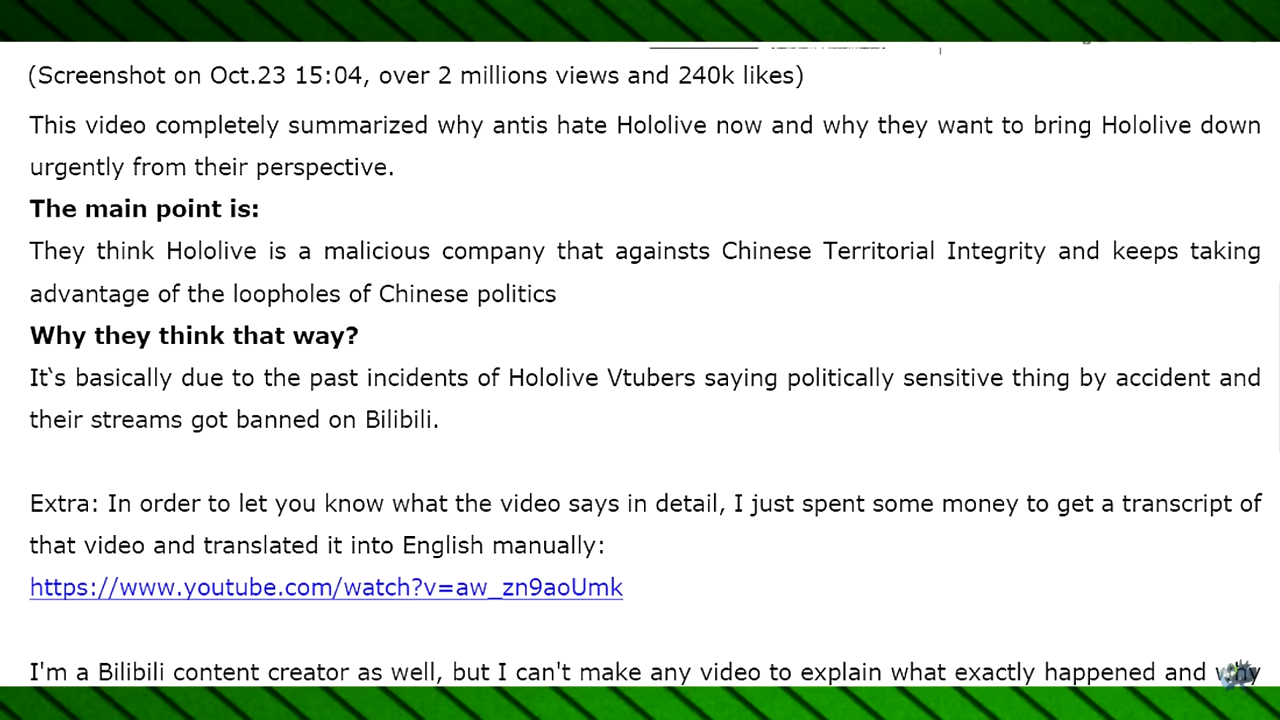 (Screenshot on Oct.23 15:04, over 2 millions views and 240k likes)
This video completely summarized why antis hate Hololive now and why they want to bring Hololive down
urgently from their perspective.
The main point is:
They think Hololive is a malicious company that againsts Chinese Territorial Integrity and keeps taking
advantage of the loopholes of Chinese politics
Why they think that way?
It‘s basically due to the past incidents of Hololive Vtubers saying politically sensitive thing by accident and
their streams got banned on Bilibili.
Extra: In order to let you know what the video says in detail, I just spent some money to get a transcript of
that video and translated it into English manually:
https://www.youtube.com/watch?v=aw_zn9aoUmk
I'm a Bilibili content creator as well, but I can't make any video to explain what exactly happened and why